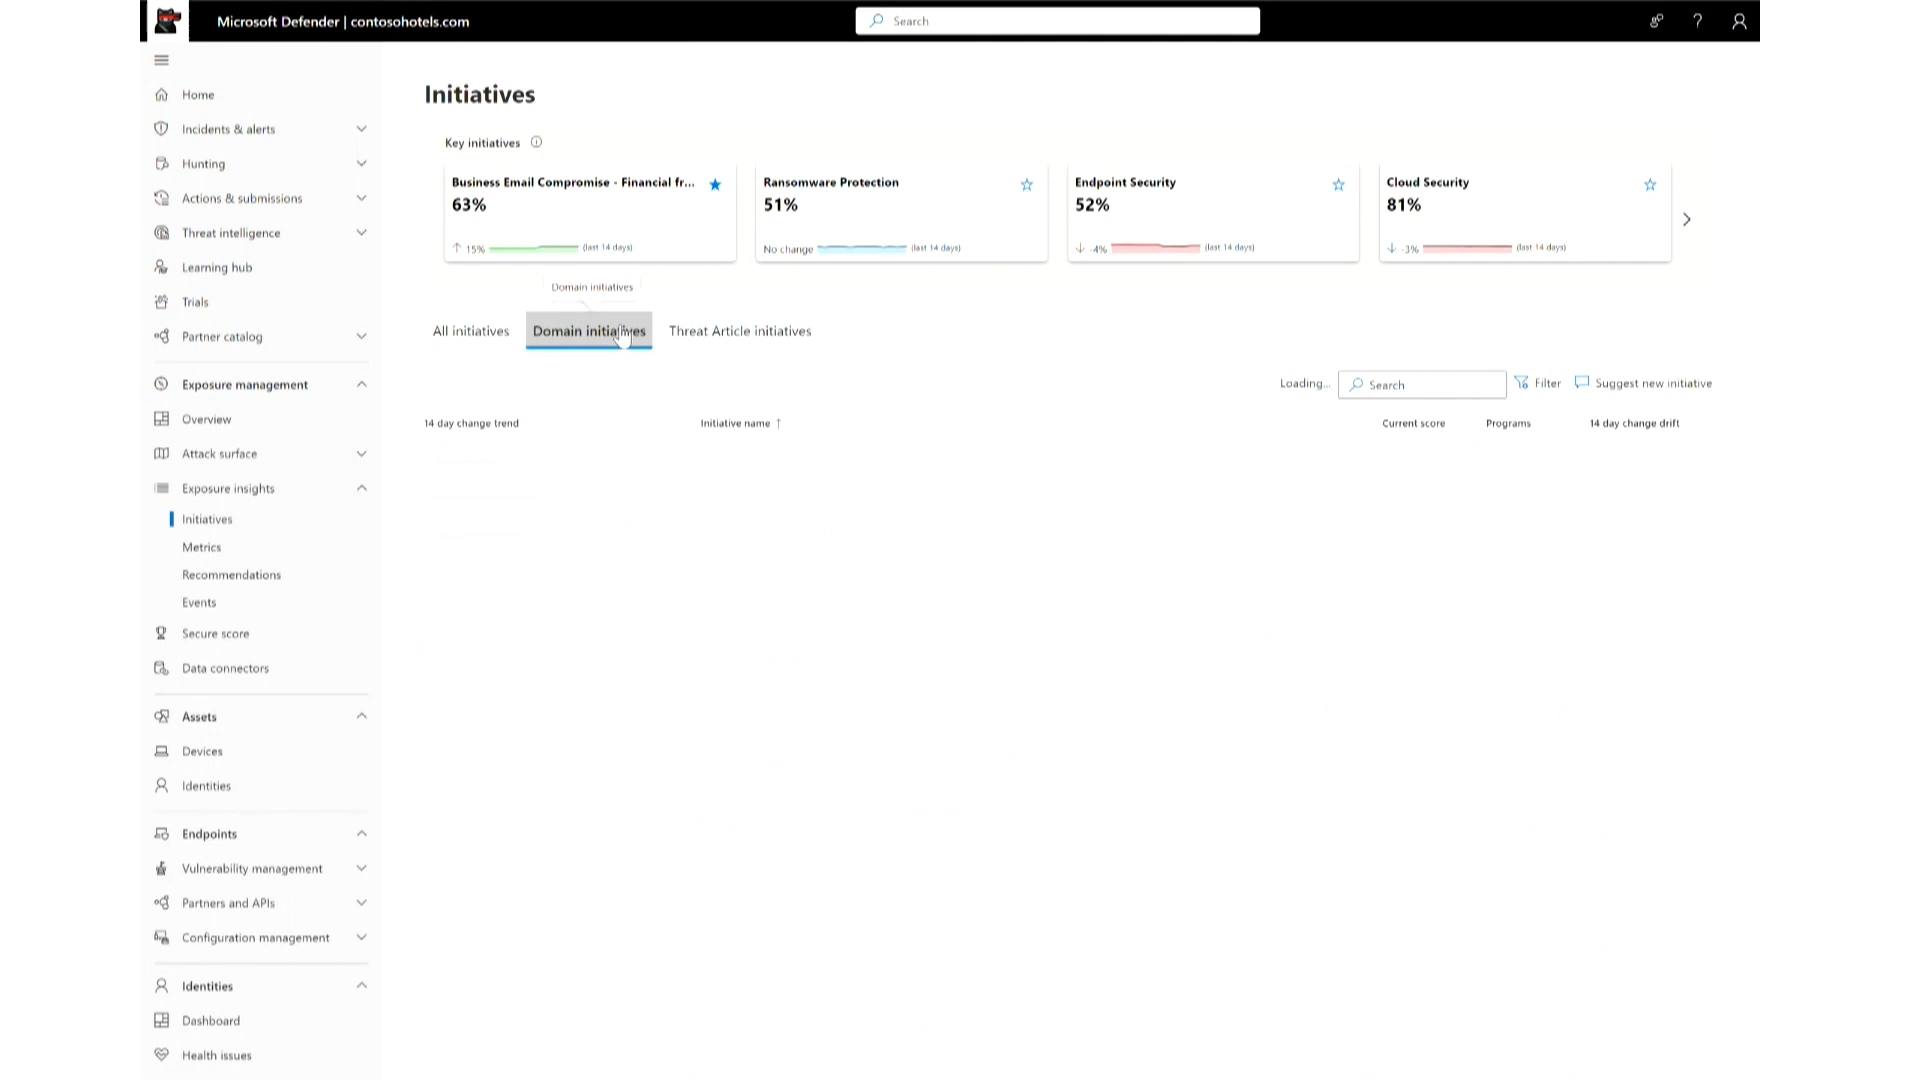 Microsoft Defender | contosohotels.com
Search
Home
Incidents & alerts
Hunting
Actions & submissions
Threat intelligence
Learning hub
Trials
Partner catalog
Exposure management
Overview
Attack surface
Exposure insights
Initiatives
Metrics
Recommendations
Events
Secure score
Data connectors
Assets
Devices
Identities
Endpoints
Vulnerability management
Partners and APIs
Configuration management
Identities
Dashboard
Health issues
Initiatives
Key initiatives
Business Email Compromise - Financial fr...
63%
↑ 15% (last 14 days)
Ransomware Protection
51%
No change (last 14 days)
Endpoint Security
52%
↓ -4% (last 14 days)
Cloud Security
81%
↓ -3% (last 14 days)
Domain initiatives
All initiatives Domain initiatives Threat Article initiatives
Loading... Search Filter Suggest new initiative
14 day change trend Initiative name ↑ Current score Programs 14 day change drift